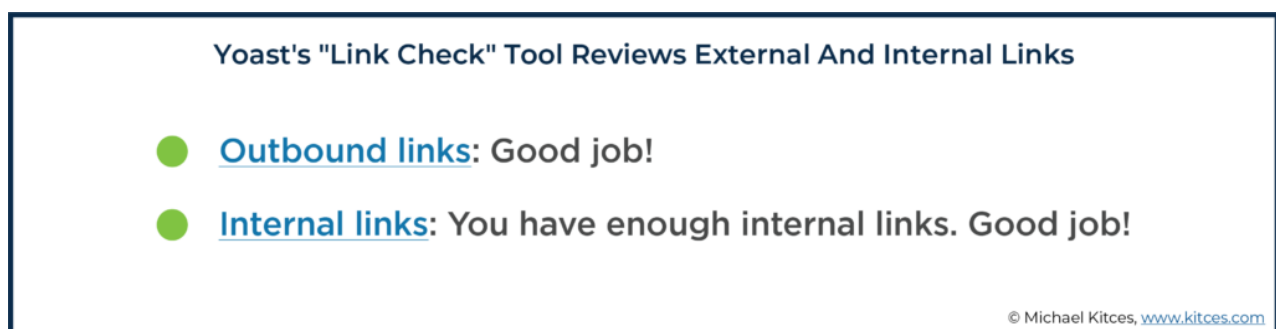 Yoast's "Link Check" Tool Reviews External And Internal Links
Outbound links: Good job!
Internal links: You have enough internal links. Good job!
© Michael Kitces, www.kitces.com